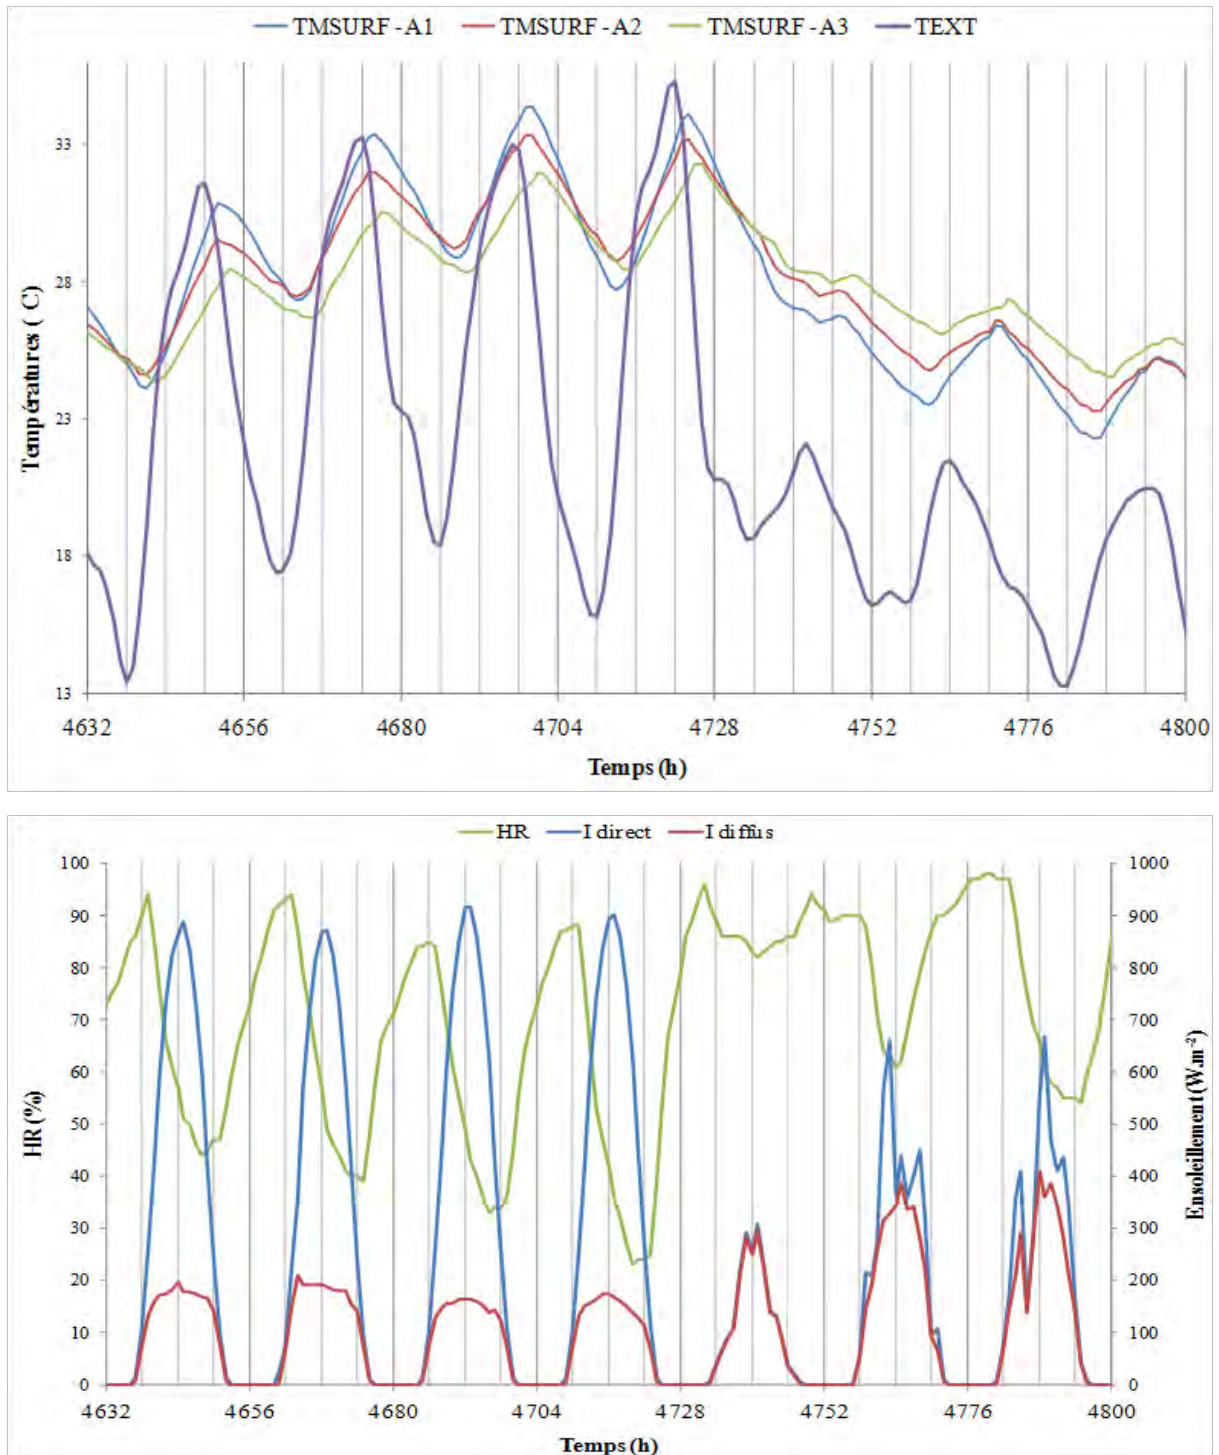 TMSURF - A1 TMSURF - A2 TMSURF - A3 TEXT
Températures (°C)
33
28
23
18
13
4632 4656 4680 4704 4728 4752 4776 4800
Temps (h)
HR I direct I diffus
HR (%)
100 1000
90 900
80 800
70 700
60 600
50 500
40 400
30 300
20 200
10 100
0 0
Ensoleillement (W.m⁻²)
4632 4656 4680 4704 4728 4752 4776 4800
Temps (h)